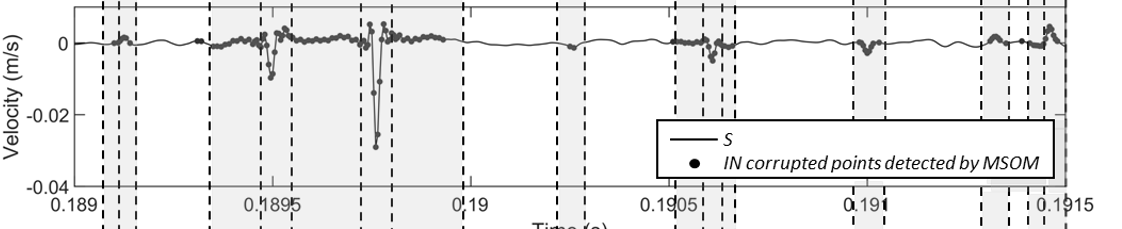 Velocity (m/s)
0
-0.02
-0.04
S
IN corrupted points detected by MSOM
0.189
0.1895
0.19
0.1905
0.191
0.1915
Time (s)